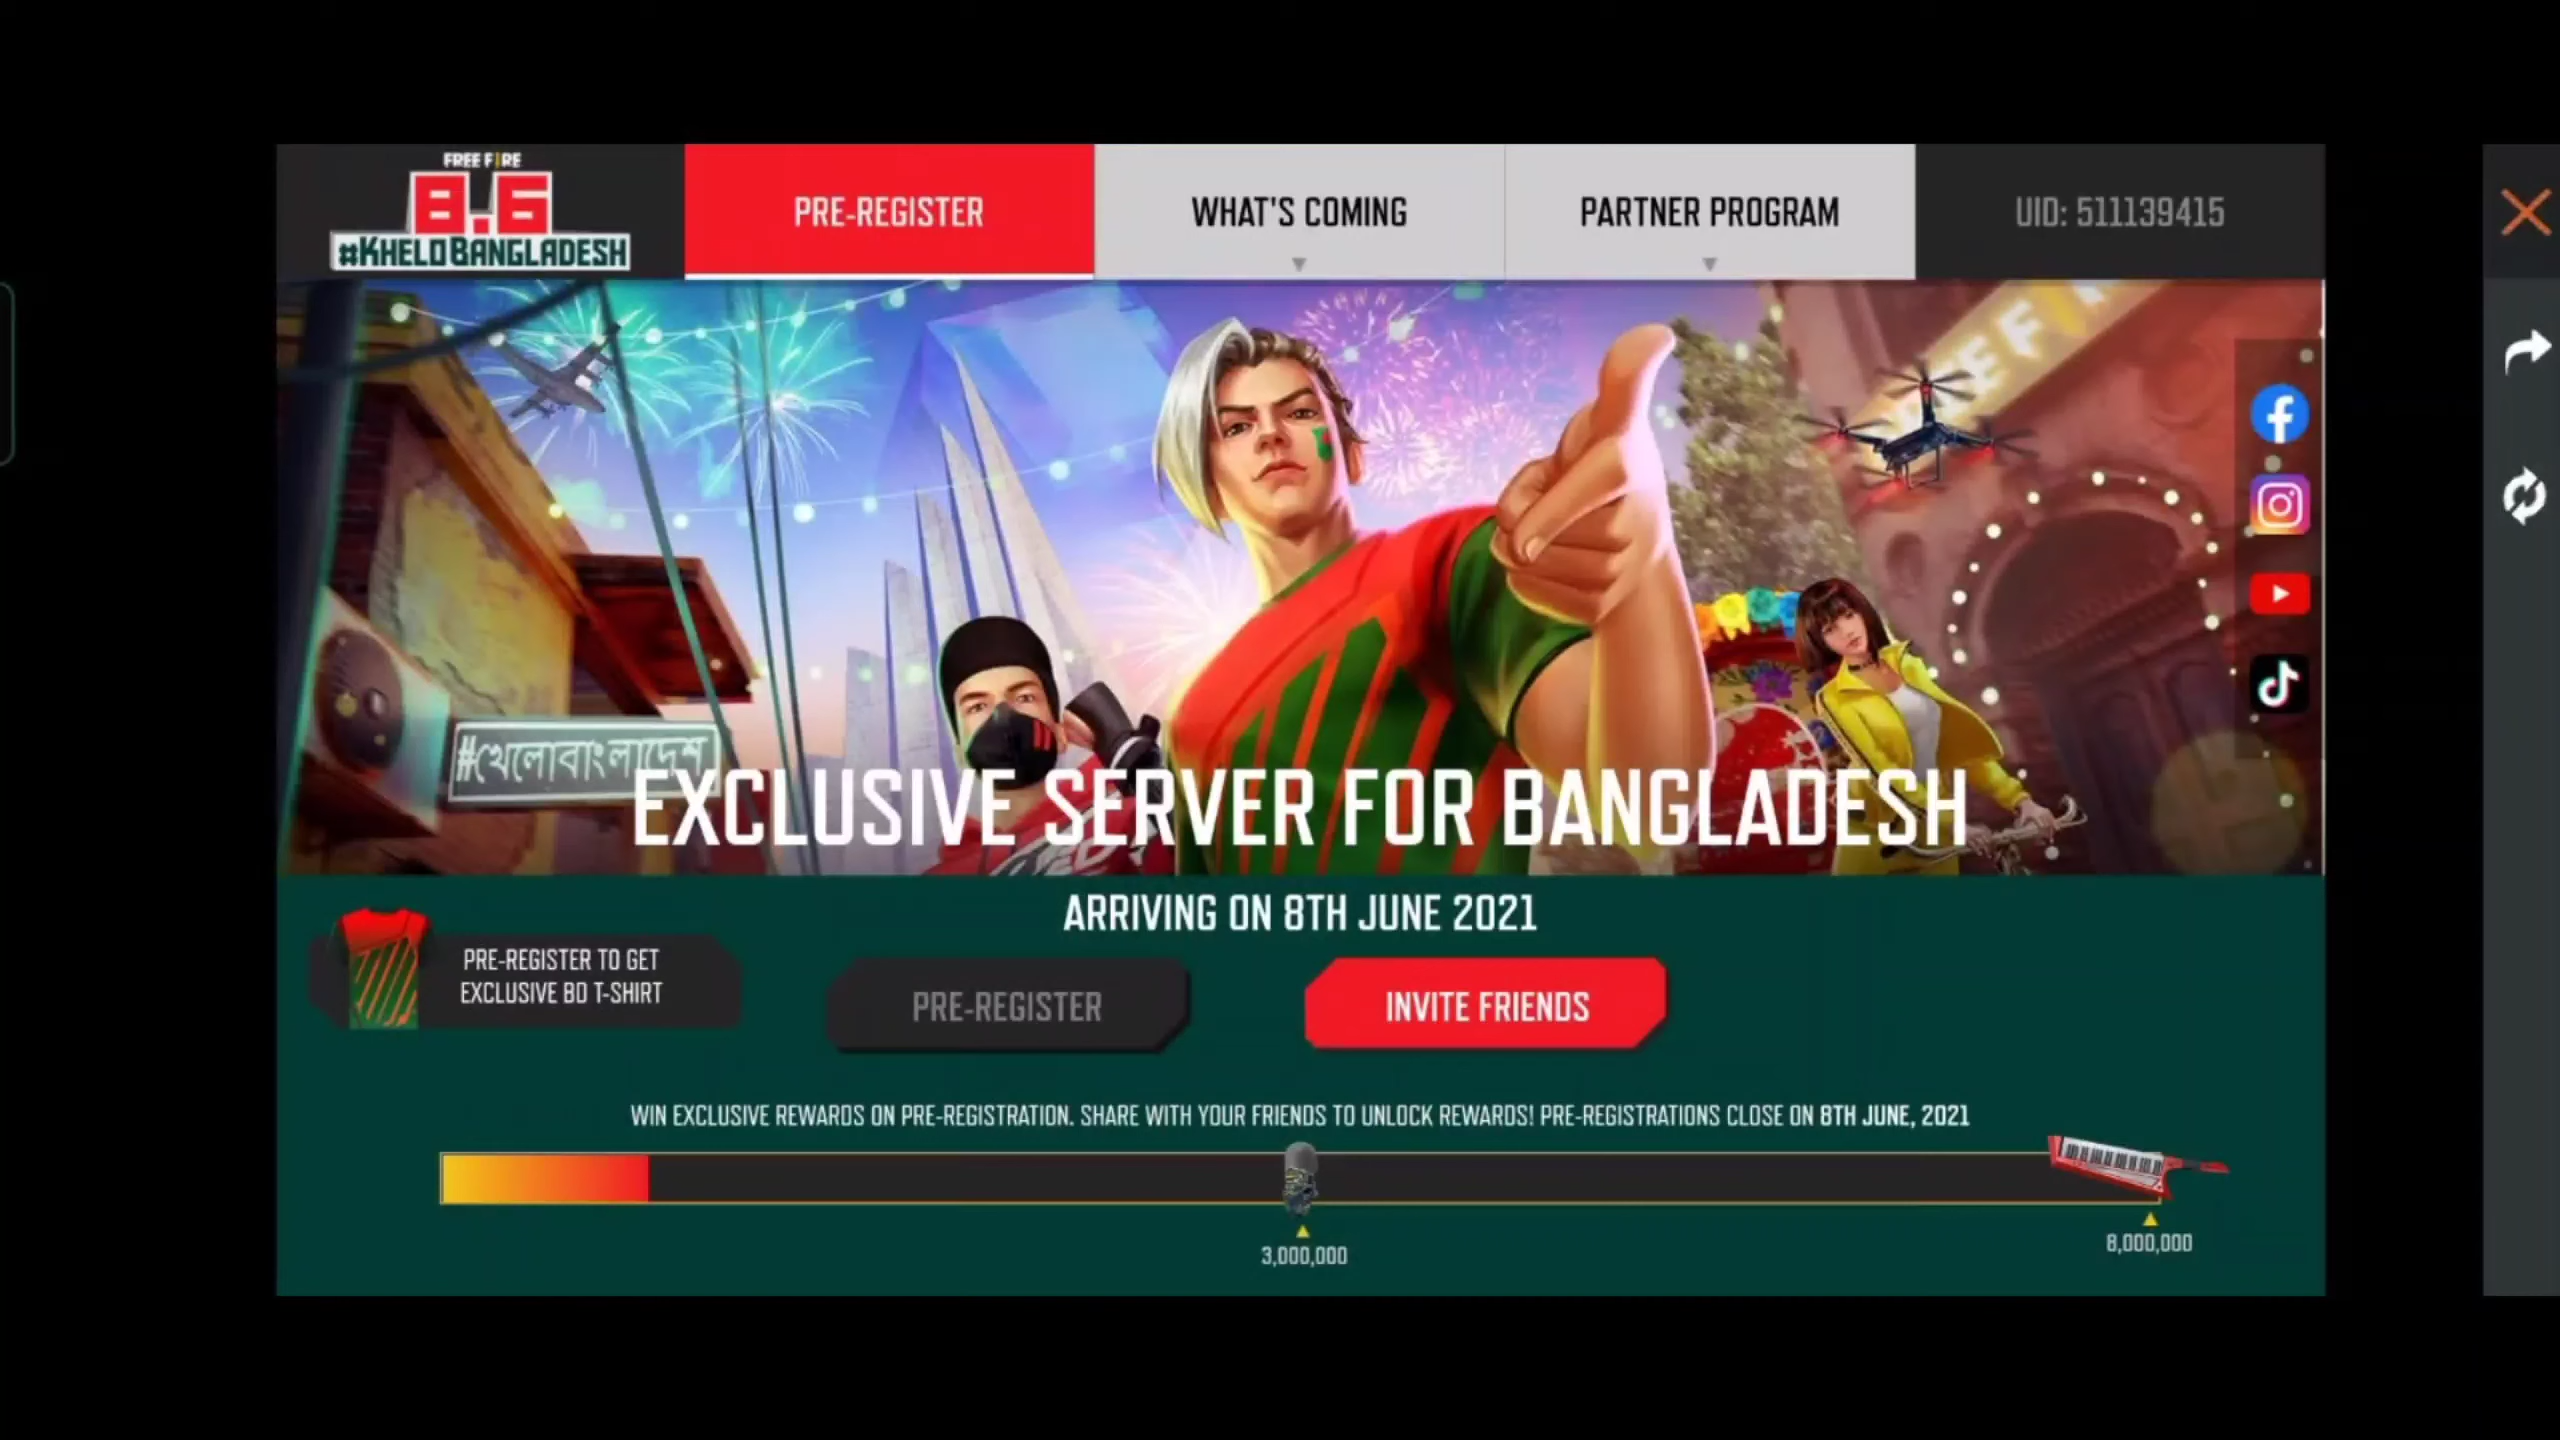 FREE FIRE
8.6
#KHELOBANGLADESH
PRE-REGISTER
WHAT'S COMING
PARTNER PROGRAM
UID: 511139415
#খেলোবাংলাদেশ
EXCLUSIVE SERVER FOR BANGLADESH
ARRIVING ON 8TH JUNE 2021
PRE-REGISTER TO GET
EXCLUSIVE BD T-SHIRT
PRE-REGISTER
INVITE FRIENDS
WIN EXCLUSIVE REWARDS ON PRE-REGISTRATION. SHARE WITH YOUR FRIENDS TO UNLOCK REWARDS! PRE-REGISTRATIONS CLOSE ON 8TH JUNE, 2021
3,000,000
8,000,000